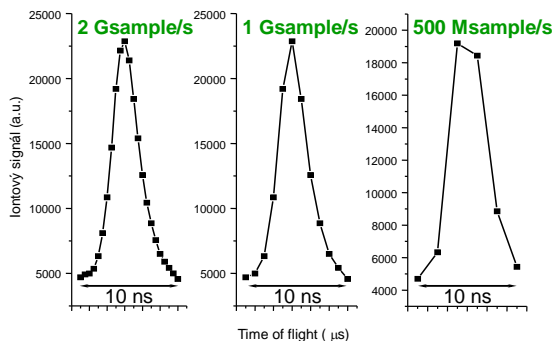 2 Gsample/s
1 Gsample/s
500 Msample/s
Iontový signál (a.u.)
25000
20000
15000
10000
5000
10 ns
25000
20000
15000
10000
5000
10 ns
20000
18000
16000
14000
12000
10000
8000
6000
4000
10 ns
Time of flight ( μs)